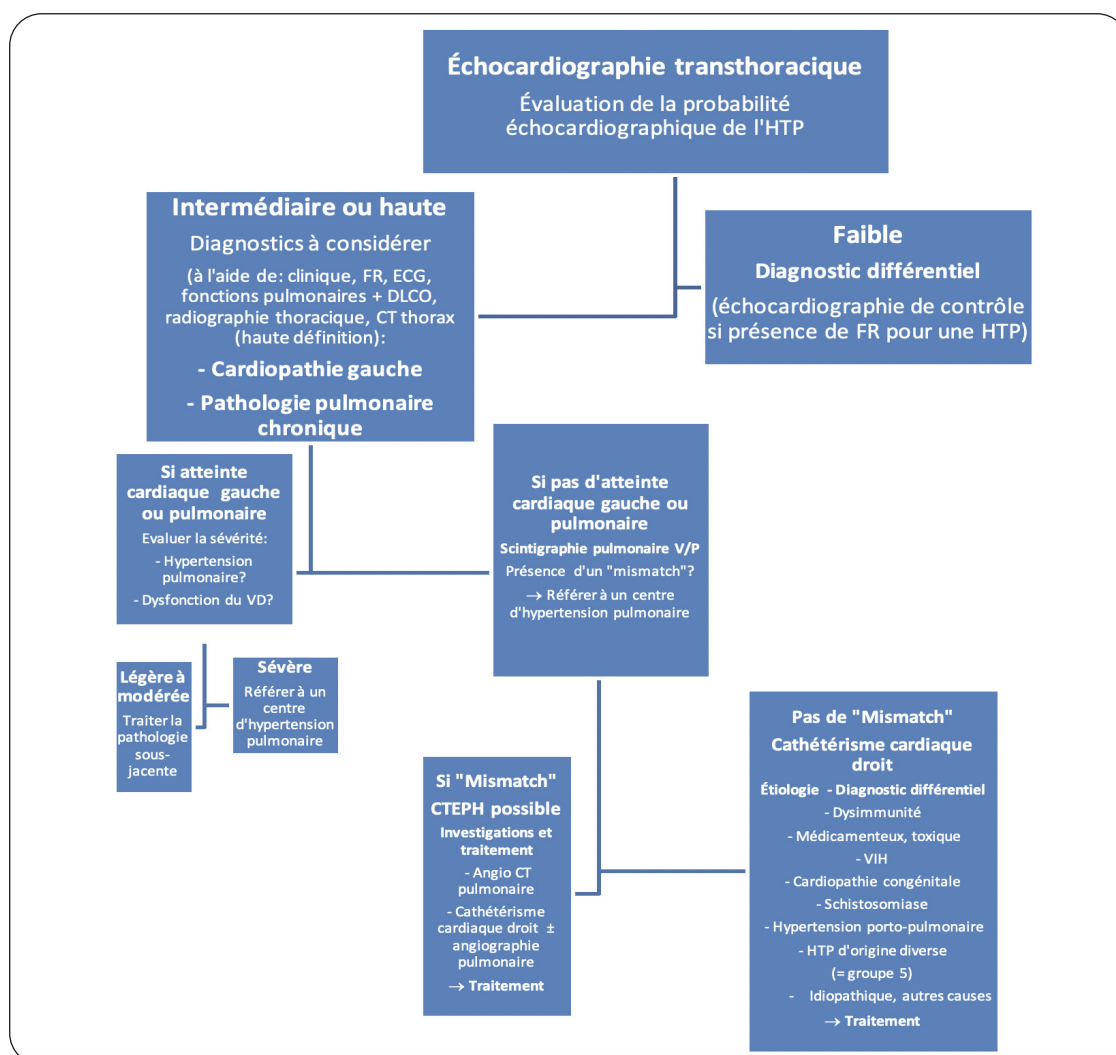 Échocardiographie transthoracique
Évaluation de la probabilité
échocardiographique de l'HTP
Intermédiaire ou haute
Diagnostics à considérer
(à l'aide de: clinique, FR, ECG,
fonctions pulmonaires + DLCO,
radiographie thoracique, CT thorax
(haute définition):
- Cardiopathie gauche
- Pathologie pulmonaire
chronique
Faible
Diagnostic différentiel
(échocardiographie de contrôle
si présence de FR pour une HTP)
Si atteinte
cardiaque gauche
ou pulmonaire
Evaluer la sévérité:
- Hypertension
pulmonaire?
- Dysfonction du VD?
Si pas d'atteinte
cardiaque gauche ou
pulmonaire
Scintigraphie pulmonaire V/P
Présence d'un "mismatch"?
→ Référer à un centre
d'hypertension pulmonaire
Légère à
modérée
Traiter la
pathologie
sous-
jacente
Sévère
Référer à un
centre
d'hypertension
pulmonaire
Si "Mismatch"
CTEPH possible
Investigations et
traitement
- Angio CT
pulmonaire
- Cathétérisme
cardiaque droit ±
angiographie
pulmonaire
→ Traitement
Pas de "Mismatch"
Cathétérisme cardiaque
droit
Étiologie - Diagnostic différentiel
- Dysimmunité
- Médicamenteux, toxique
- VIH
- Cardiopathie congénitale
- Schistosomiase
- Hypertension porto-pulmonaire
- HTP d'origine diverse
(= groupe 5)
- Idiopathique, autres causes
→ Traitement